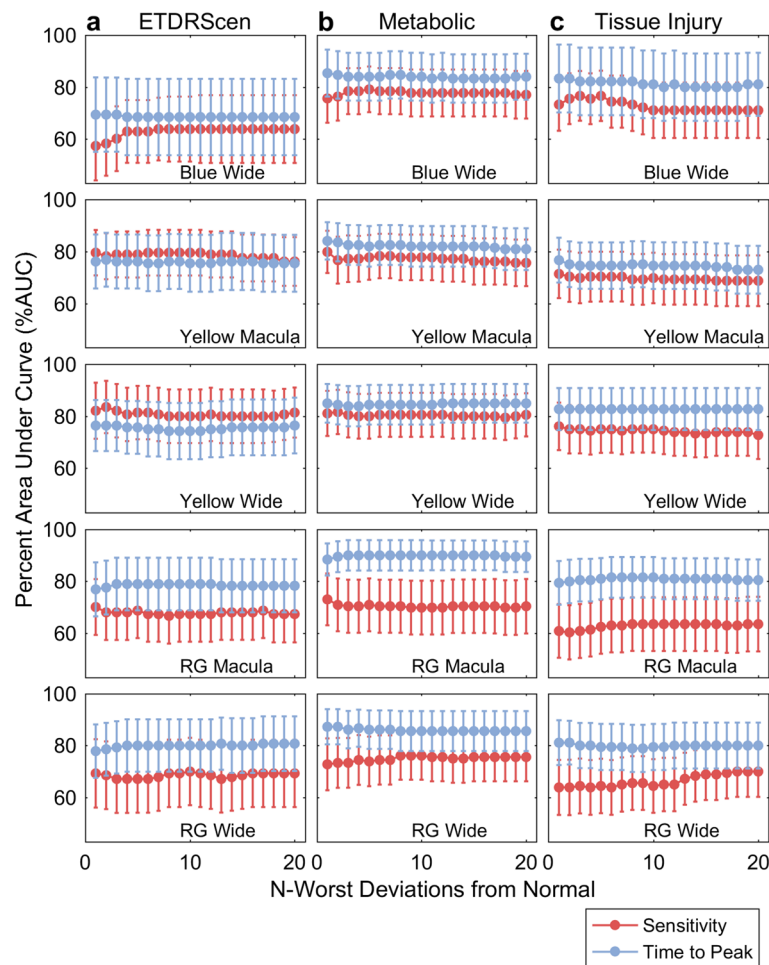 a ETDRScen b Metabolic c Tissue Injury
100
80
60
Blue Wide Blue Wide Blue Wide
100
80
60
Yellow Macula Yellow Macula Yellow Macula
100
80
60
Yellow Wide Yellow Wide Yellow Wide
100
80
60
RG Macula RG Macula RG Macula
100
80
60
RG Wide RG Wide RG Wide
0 10 20 0 10 20 0 10 20
Percent Area Under Curve (%AUC)
N-Worst Deviations from Normal
Sensitivity
Time to Peak